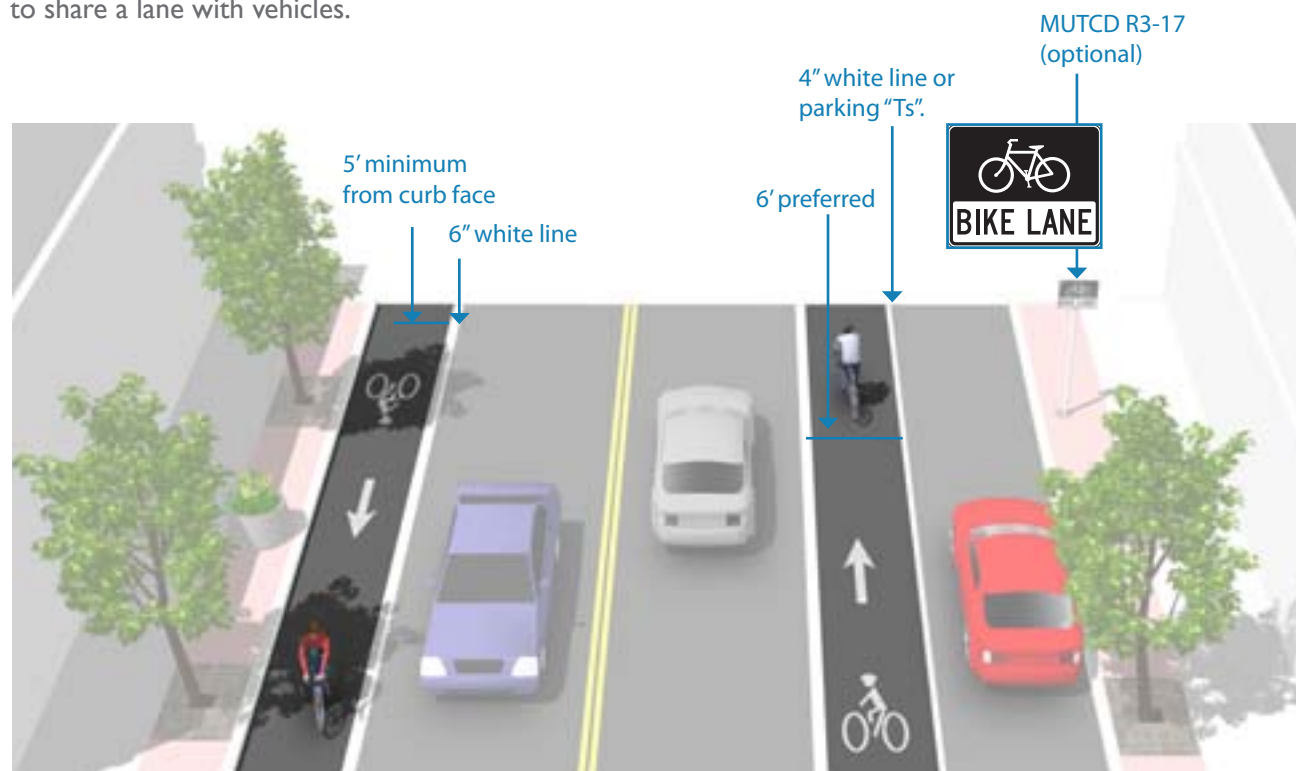 to share a lane with vehicles.
MUTCD R3-17
(optional)
4” white line or
parking “Ts”.
5’ minimum
from curb face
6” white line
6’ preferred
BIKE LANE